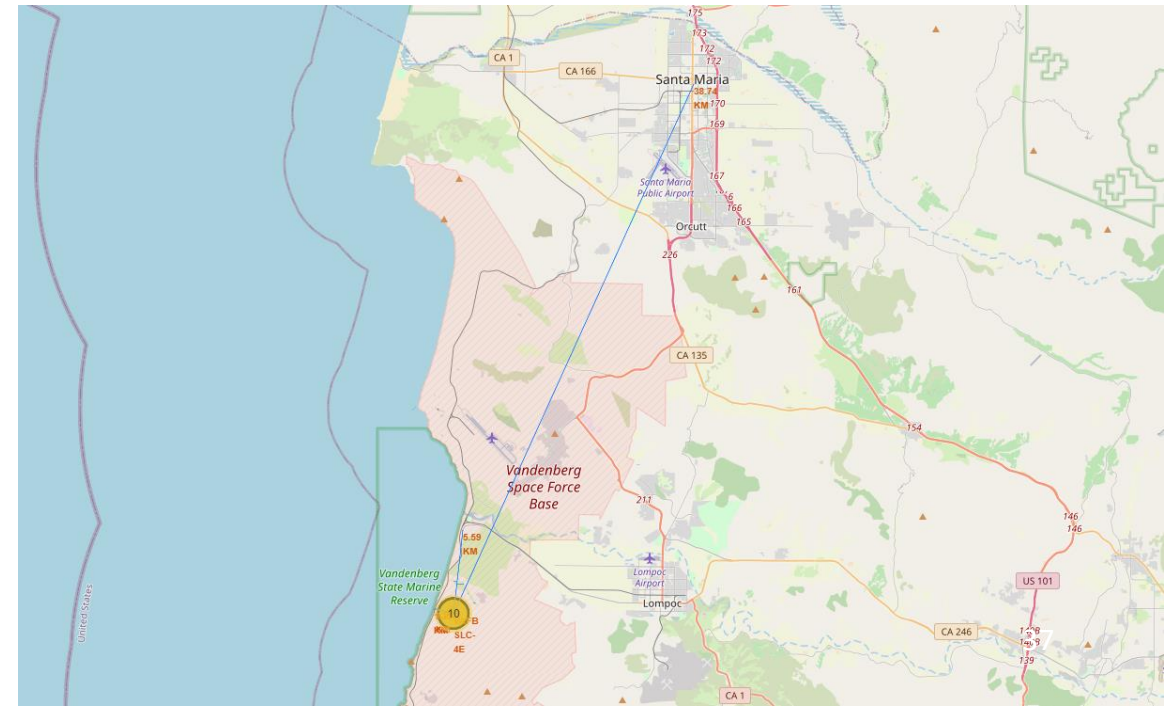 175
173
CA 1
172
172
CA 166
Santa Maria
38.74
KM
170
169
Santa Maria
Public Airport
167
166
165
Orcutt
226
161
CA 135
154
Vandenberg
Space Force
Base
211
146
146
5.59
KM
Vandenberg
State Marine
Reserve
Lompoc
Airport
US 101
United States
10
B
KM
SLC-
4E
Lompoc
CA 246
139
CA 1